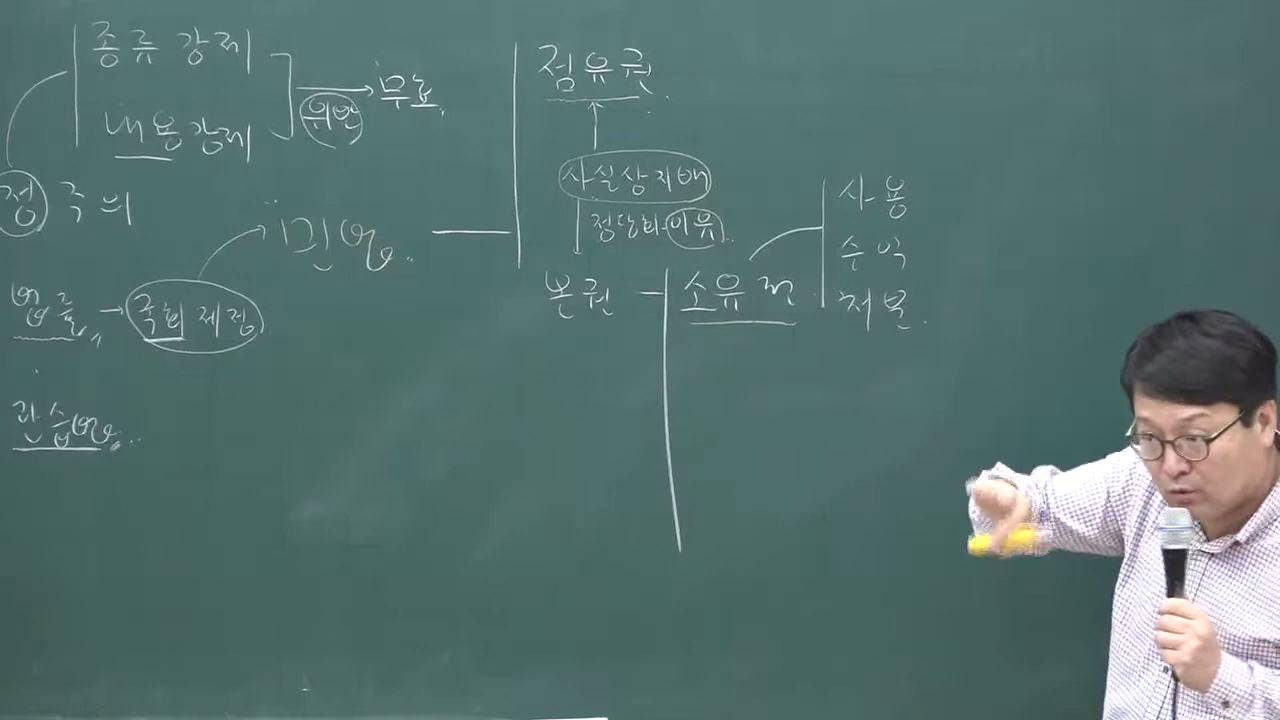 종류 강제
내용강제
위반
무효
정주의
법률
국회제정
관습법
민법
점유권
사실상지배
정당화 이유
본권
소유권
사용
수익
처분